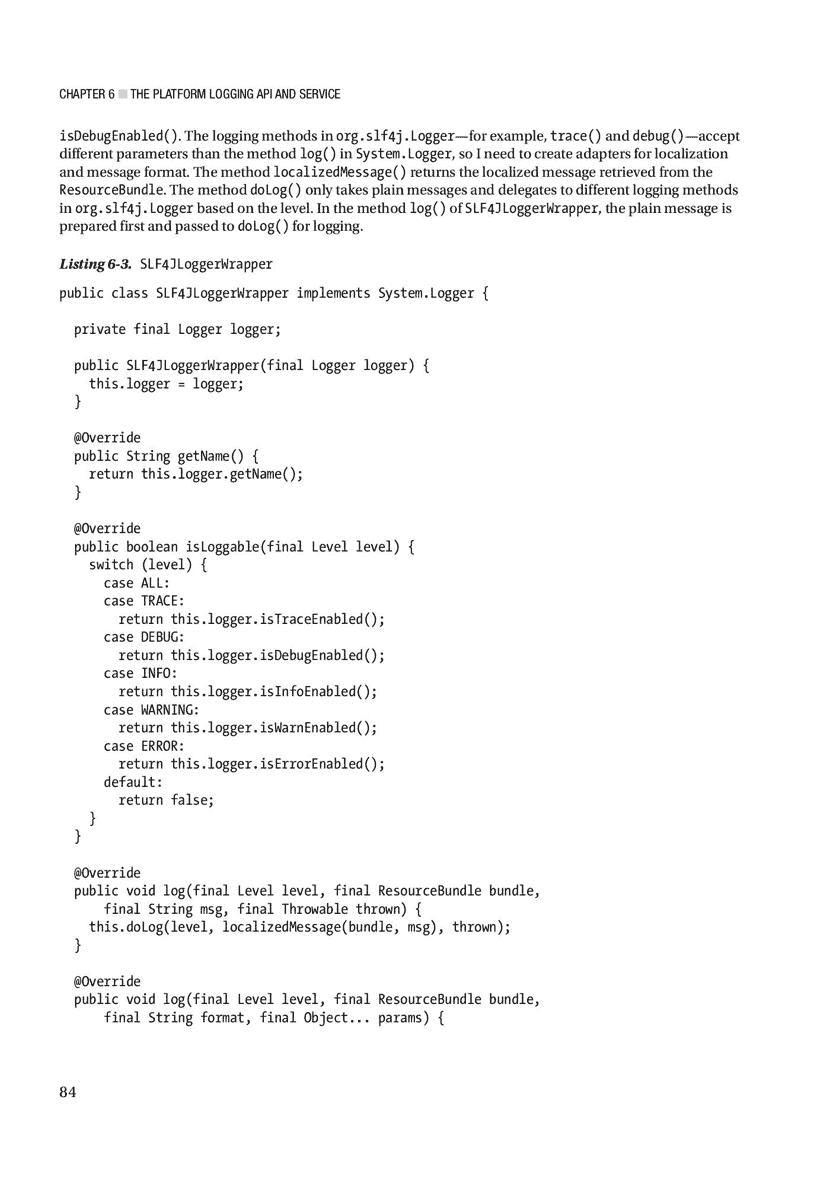 CHAPTER 6 ■ THE PLATFORM LOGGING API AND SERVICE
isDebugEnabled(). The logging methods in org.slf4j.Logger—for example, trace() and debug()—accept
different parameters than the method log() in System.Logger, so I need to create adapters for localization
and message format. The method localizedMessage() returns the localized message retrieved from the
ResourceBundle. The method doLog() only takes plain messages and delegates to different logging methods
in org.slf4j.Logger based on the level. In the method log() of SLF4JLoggerWrapper, the plain message is
prepared first and passed to doLog() for logging.
Listing 6-3. SLF4JLoggerWrapper
public class SLF4JLoggerWrapper implements System.Logger {
  private final Logger logger;
  public SLF4JLoggerWrapper(final Logger logger) {
    this.logger = logger;
  }
  @Override
  public String getName() {
    return this.logger.getName();
  }
  @Override
  public boolean isLoggable(final Level level) {
    switch (level) {
      case ALL:
      case TRACE:
        return this.logger.isTraceEnabled();
      case DEBUG:
        return this.logger.isDebugEnabled();
      case INFO:
        return this.logger.isInfoEnabled();
      case WARNING:
        return this.logger.isWarnEnabled();
      case ERROR:
        return this.logger.isErrorEnabled();
      default:
        return false;
    }
  }
  @Override
  public void log(final Level level, final ResourceBundle bundle,
      final String msg, final Throwable thrown) {
    this.doLog(level, localizedMessage(bundle, msg), thrown);
  }
  @Override
  public void log(final Level level, final ResourceBundle bundle,
      final String format, final Object... params) {
84